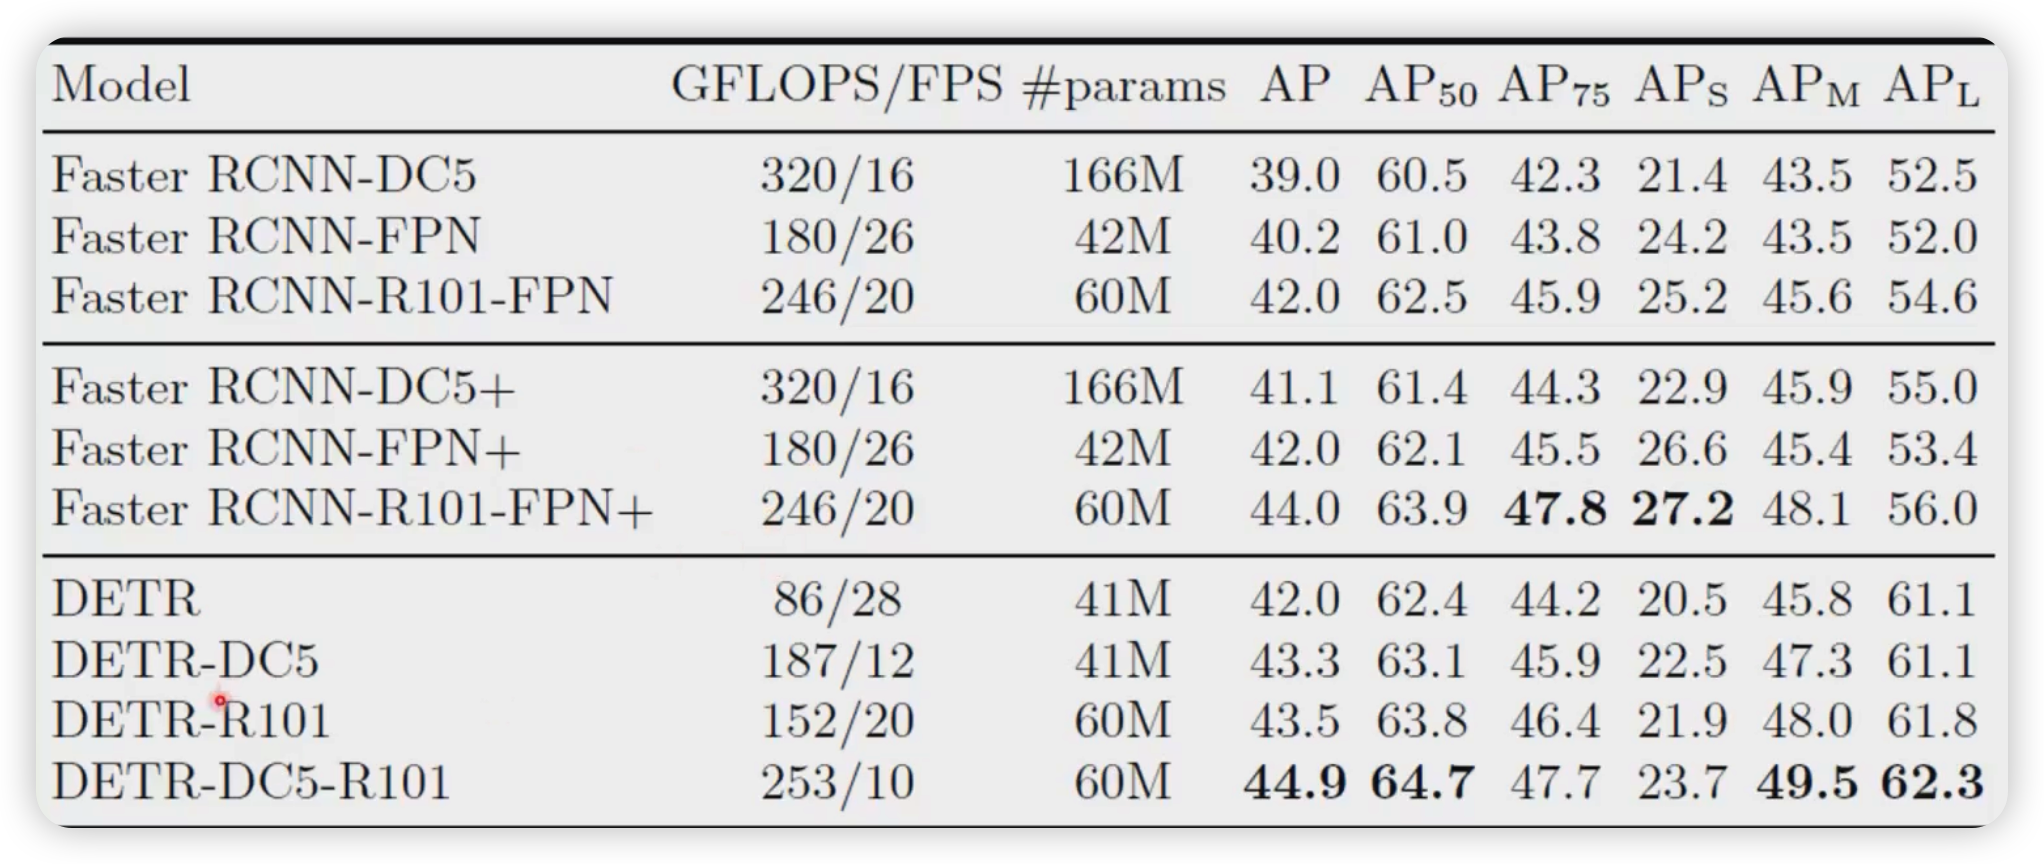 Model GFLOPS/FPS #params AP AP50 AP75 APS APM APL
Faster RCNN-DC5 320/16 166M 39.0 60.5 42.3 21.4 43.5 52.5
Faster RCNN-FPN 180/26 42M 40.2 61.0 43.8 24.2 43.5 52.0
Faster RCNN-R101-FPN 246/20 60M 42.0 62.5 45.9 25.2 45.6 54.6
Faster RCNN-DC5+ 320/16 166M 41.1 61.4 44.3 22.9 45.9 55.0
Faster RCNN-FPN+ 180/26 42M 42.0 62.1 45.5 26.6 45.4 53.4
Faster RCNN-R101-FPN+ 246/20 60M 44.0 63.9 47.8 27.2 48.1 56.0
DETR 86/28 41M 42.0 62.4 44.2 20.5 45.8 61.1
DETR-DC5 187/12 41M 43.3 63.1 45.9 22.5 47.3 61.1
DETR-R101 152/20 60M 43.5 63.8 46.4 21.9 48.0 61.8
DETR-DC5-R101 253/10 60M 44.9 64.7 47.7 23.7 49.5 62.3